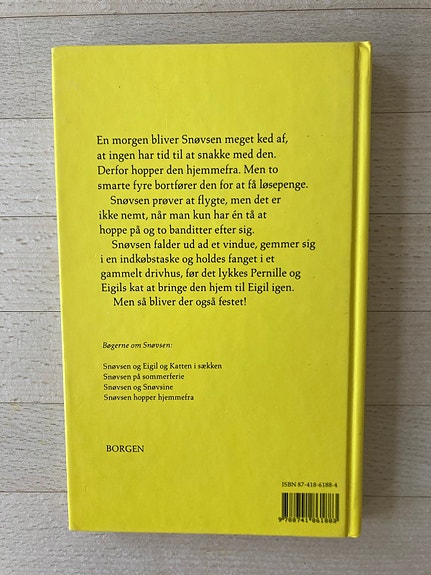 En morgen bliver Snøvsen meget ked af,
at ingen har tid til at snakke med den.
Derfor hopper den hjemmefra. Men to
smarte fyre bortfører den for at få løsepenge.
Snøvsen prøver at flygte, men det er
ikke nemt, når man kun har én tå at
hoppe på og to banditter efter sig.
Snøvsen falder ud ad et vindue, gemmer sig
i en indkøbstaske og holdes fanget i et
gammelt drivhus, før det lykkes Pernille og
Eigils kat at bringe den hjem til Eigil igen.
Men så bliver der også festet!
Bøgerne om Snøvsen:
Snøvsen og Eigil og Katten i sækken
Snøvsen på sommerferie
Snøvsen og Snøvsine
Snøvsen hopper hjemmefra
BORGEN
ISBN 87-418-6188-4
9 788741 861883